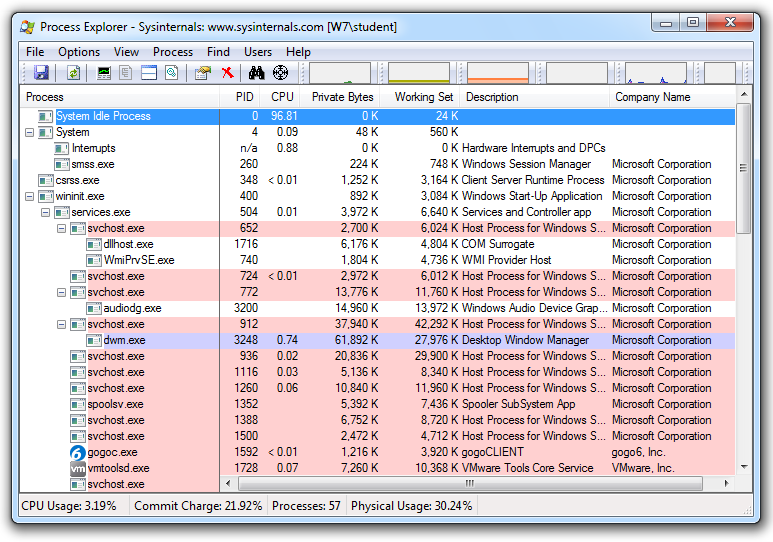 Process Explorer - Sysinternals: www.sysinternals.com [W7\student]
File Options View Process Find Users Help
Process PID CPU Private Bytes Working Set Description Company Name
System Idle Process 0 96.81 0 K 24 K
System 4 0.09 48 K 560 K
Interrupts n/a 0.88 0 K 0 K Hardware Interrupts and DPCs
smss.exe 260 224 K 748 K Windows Session Manager Microsoft Corporation
csrss.exe 348 < 0.01 1,252 K 3,164 K Client Server Runtime Process Microsoft Corporation
wininit.exe 400 892 K 3,084 K Windows Start-Up Application Microsoft Corporation
services.exe 504 0.01 3,972 K 6,640 K Services and Controller app Microsoft Corporation
svchost.exe 652 2,700 K 6,024 K Host Process for Windows S... Microsoft Corporation
dllhost.exe 1716 6,176 K 4,804 K COM Surrogate Microsoft Corporation
WmiPrvSE.exe 740 1,804 K 4,736 K WMI Provider Host Microsoft Corporation
svchost.exe 724 < 0.01 2,972 K 6,012 K Host Process for Windows S... Microsoft Corporation
svchost.exe 772 13,776 K 11,760 K Host Process for Windows S... Microsoft Corporation
audiodg.exe 3200 14,960 K 13,972 K Windows Audio Device Grap... Microsoft Corporation
svchost.exe 912 37,940 K 42,292 K Host Process for Windows S... Microsoft Corporation
dwm.exe 3248 0.74 61,892 K 27,976 K Desktop Window Manager Microsoft Corporation
svchost.exe 936 0.02 20,836 K 29,900 K Host Process for Windows S... Microsoft Corporation
svchost.exe 1116 0.03 5,136 K 8,340 K Host Process for Windows S... Microsoft Corporation
svchost.exe 1260 0.06 10,840 K 11,960 K Host Process for Windows S... Microsoft Corporation
spoolsv.exe 1352 5,392 K 7,436 K Spooler SubSystem App Microsoft Corporation
svchost.exe 1388 6,752 K 8,720 K Host Process for Windows S... Microsoft Corporation
svchost.exe 1500 2,472 K 4,712 K Host Process for Windows S... Microsoft Corporation
6 gogoc.exe 1592 < 0.01 1,216 K 3,920 K gogoCLIENT gogo6, Inc.
vm vmtoolsd.exe 1728 0.07 7,260 K 10,368 K VMware Tools Core Service VMware, Inc.
svchost.exe
CPU Usage: 3.19% Commit Charge: 21.92% Processes: 57 Physical Usage: 30.24%